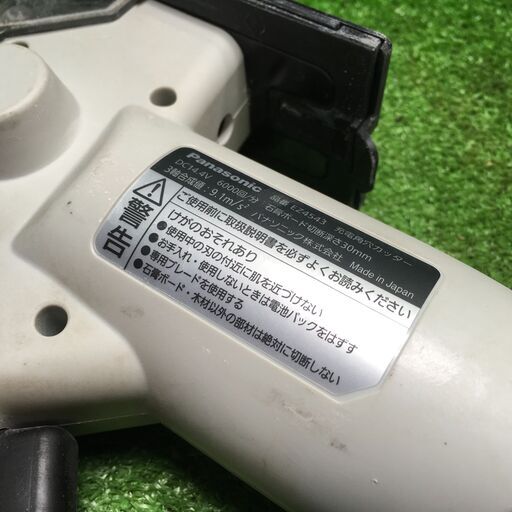 Panasonic 品番 EZ4543 充電角穴カッター
DC14.4V 6000回/分 石膏ボード切断深さ30mm
3軸合成値:9.1m/s² パナソニック株式会社 Made in Japan
警告
ご使用前に取扱説明書を必ずよくお読みください
けがのおそれあり
●使用中の刃の付近に肌を近づけない
●お手入れ・使用しないときは電池パックをはずす
●専用ブレードを使用する
●石膏ボード・木材以外の部材は絶対に切断しない